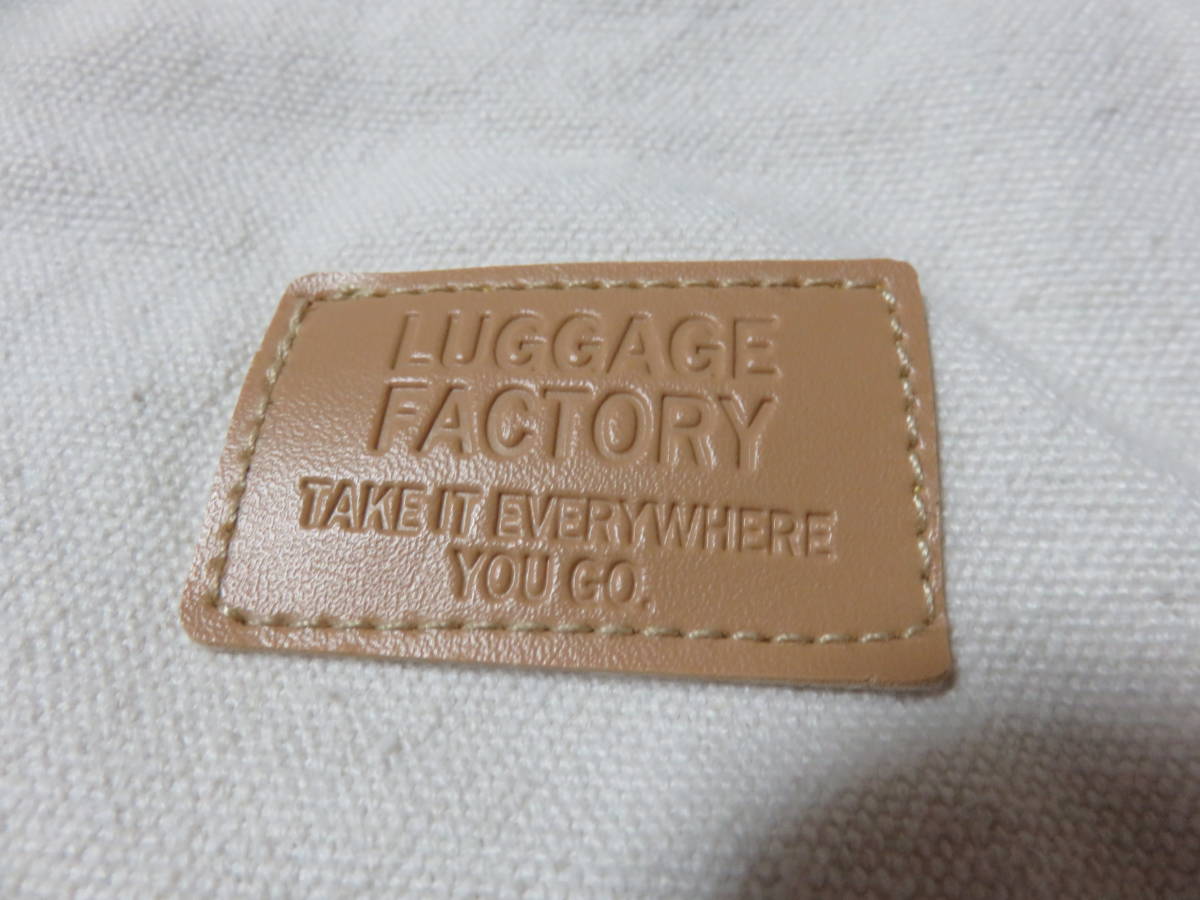 LUGGAGE
FACTORY
TAKE IT EVERYWHERE
YOU GO.